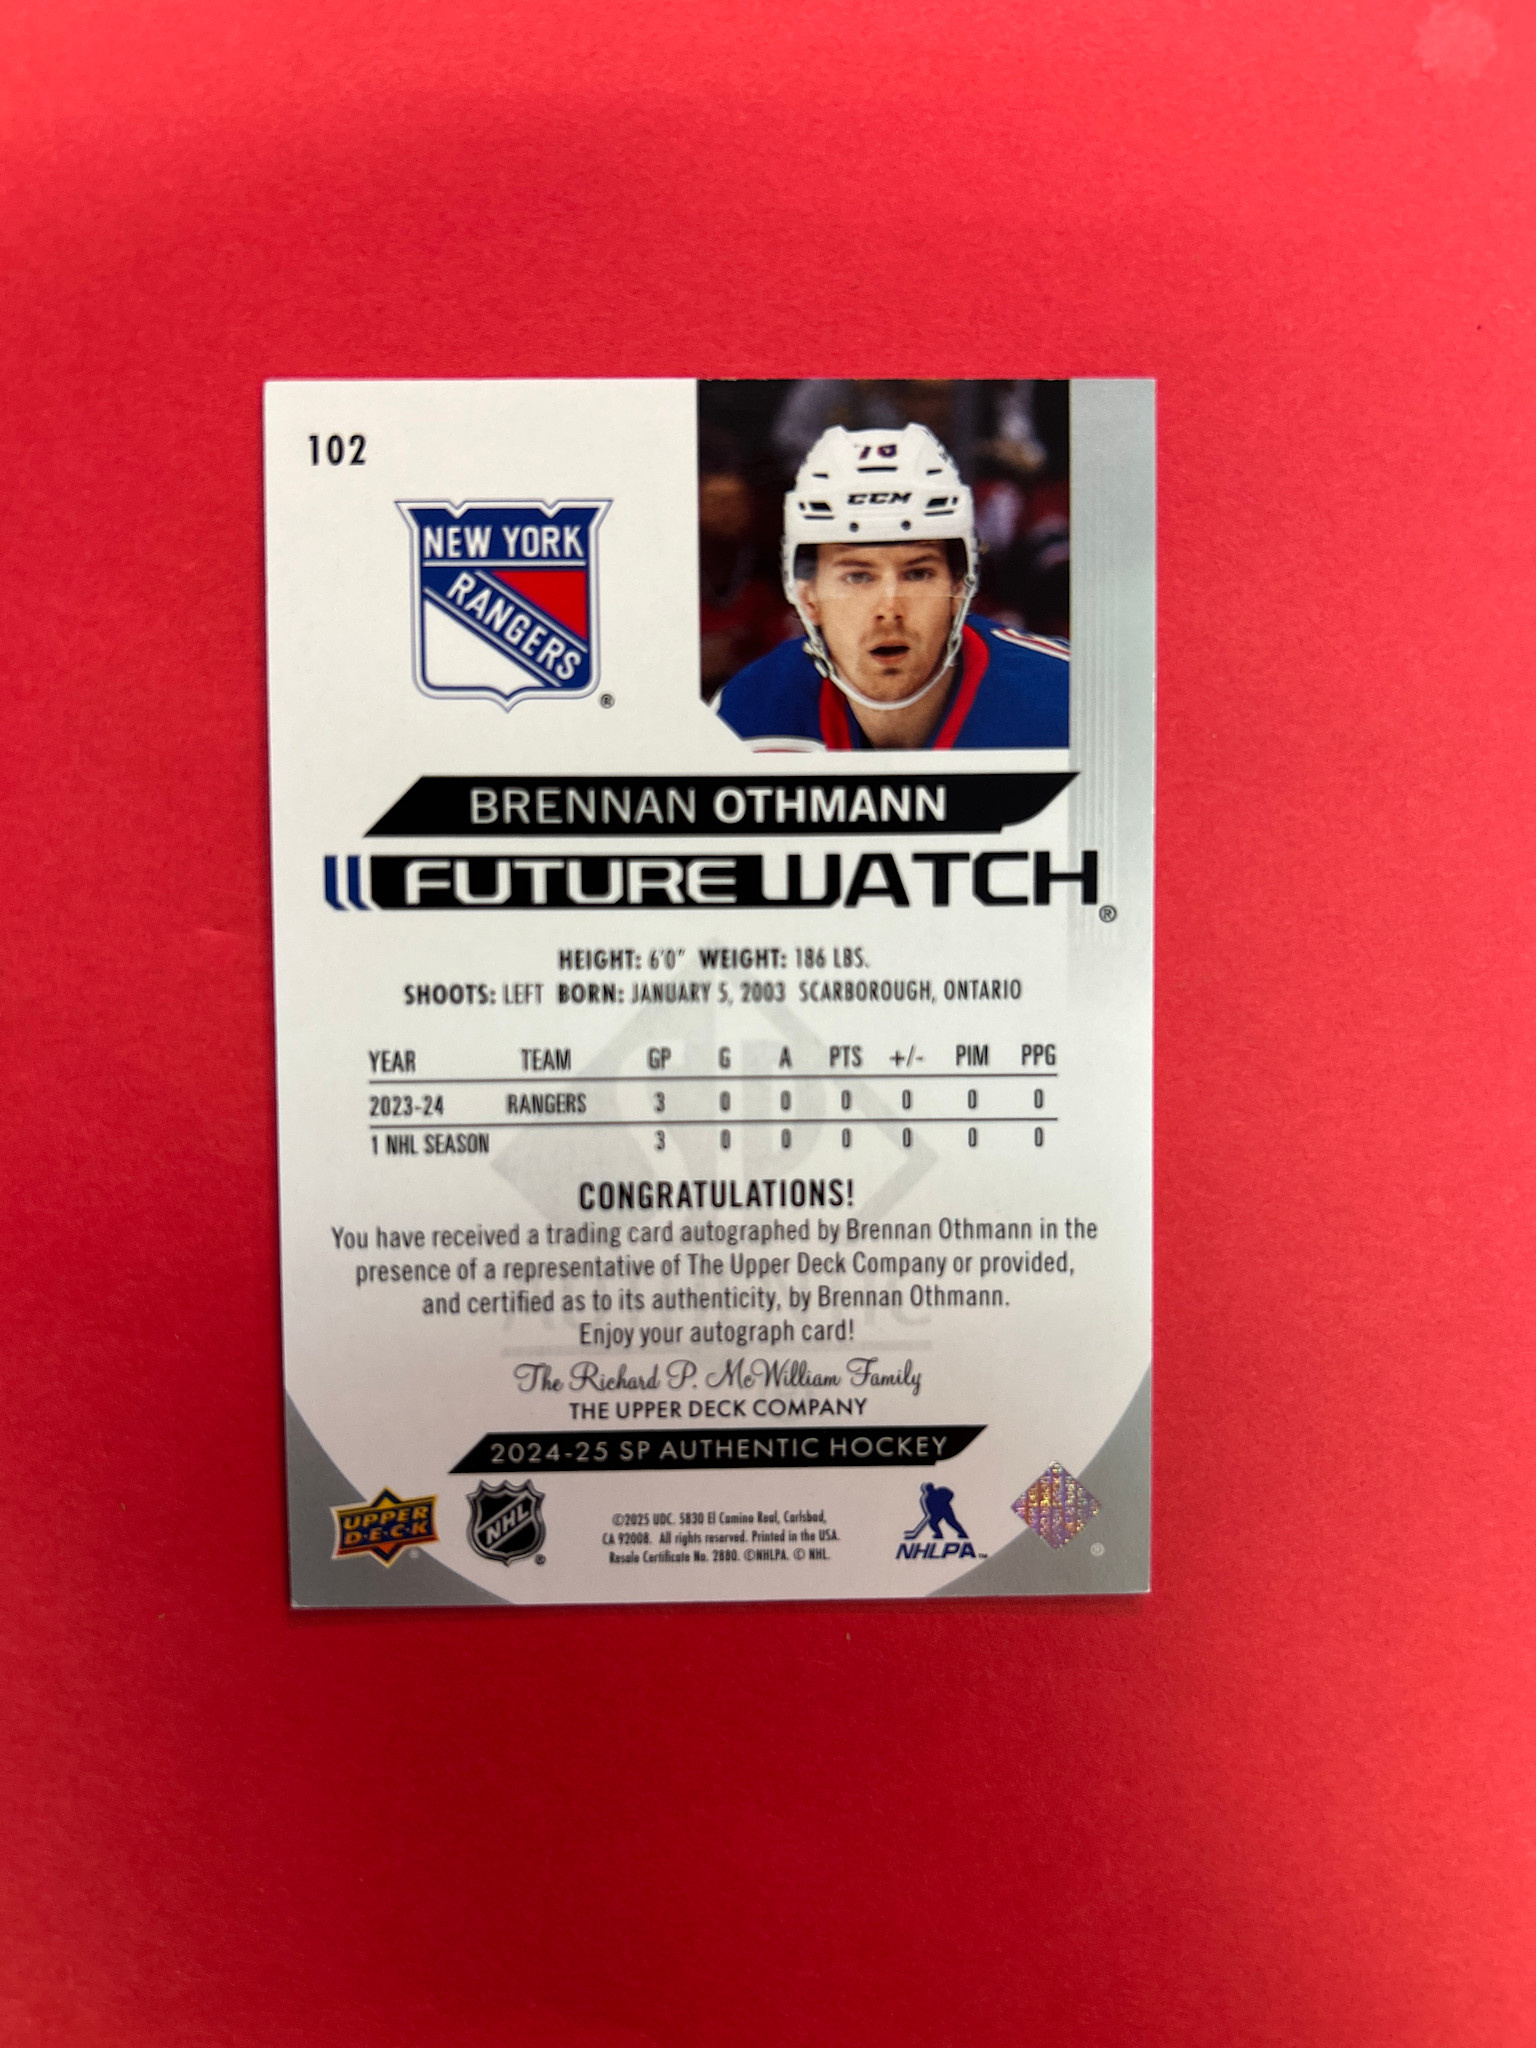 102
NEW YORK
RANGERS
®
CCM
BRENNAN OTHMANN
FUTURE WATCH®
HEIGHT: 6'0" WEIGHT: 186 LBS.
SHOOTS: LEFT BORN: JANUARY 5, 2003 SCARBOROUGH, ONTARIO
YEAR TEAM GP G A PTS +/- PIM PPG
2023-24 RANGERS 3 0 0 0 0 0 0
1 NHL SEASON 3 0 0 0 0 0 0
CONGRATULATIONS!
You have received a trading card autographed by Brennan Othmann in the
presence of a representative of The Upper Deck Company or provided,
and certified as to its authenticity, by Brennan Othmann.
Enjoy your autograph card!
The Richard P. McWilliam Family
THE UPPER DECK COMPANY
2024-25 SP AUTHENTIC HOCKEY
UPPER
D·E·C·K®
NHL®
©2025 UDC. 5830 El Camino Real, Carlsbad,
CA 92008. All rights reserved. Printed in the USA.
Resale Certificate No. 2880. ©NHLPA. © NHL.
NHLPA™
®